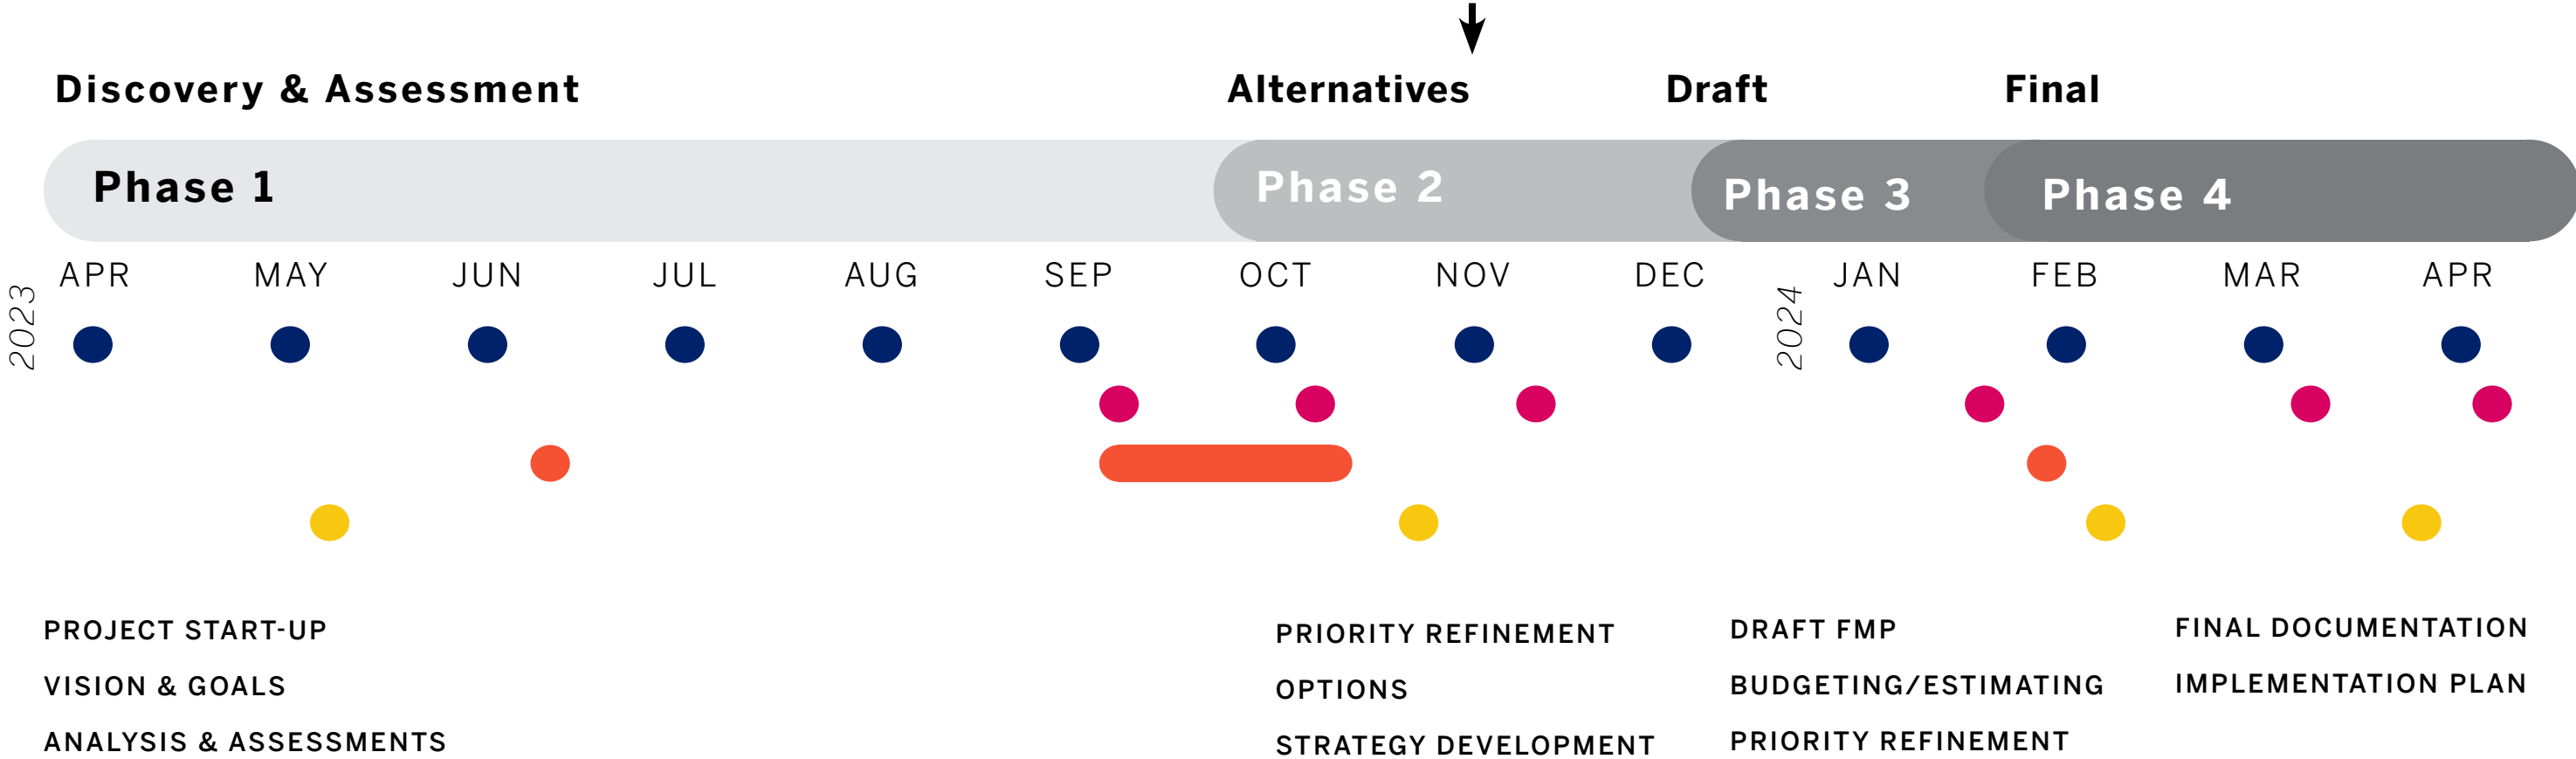 Discovery & Assessment
Alternatives
Draft
Final
Phase 1
Phase 2
Phase 3
Phase 4
2023
APR
MAY
JUN
JUL
AUG
SEP
OCT
NOV
DEC
2024
JAN
FEB
MAR
APR
PROJECT START-UP
VISION & GOALS
ANALYSIS & ASSESSMENTS
PRIORITY REFINEMENT
OPTIONS
STRATEGY DEVELOPMENT
DRAFT FMP
BUDGETING/ESTIMATING
PRIORITY REFINEMENT
FINAL DOCUMENTATION
IMPLEMENTATION PLAN